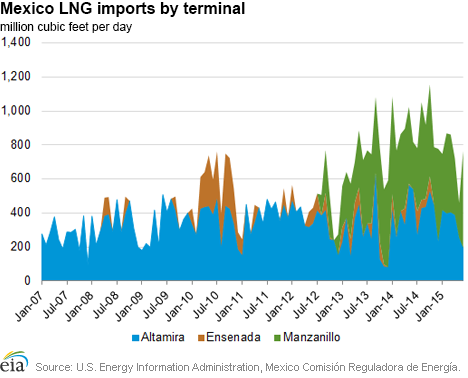 Mexico LNG imports by terminal
million cubic feet per day
1,400
1,200
1,000
800
600
400
200
0
Jan-07
Jul-07
Jan-08
Jul-08
Jan-09
Jul-09
Jan-10
Jul-10
Jan-11
Jul-11
Jan-12
Jul-12
Jan-13
Jul-13
Jan-14
Jul-14
Jan-15
Altamira Ensenada Manzanillo
eia Source: U.S. Energy Information Administration, Mexico Comisión Reguladora de Energía.